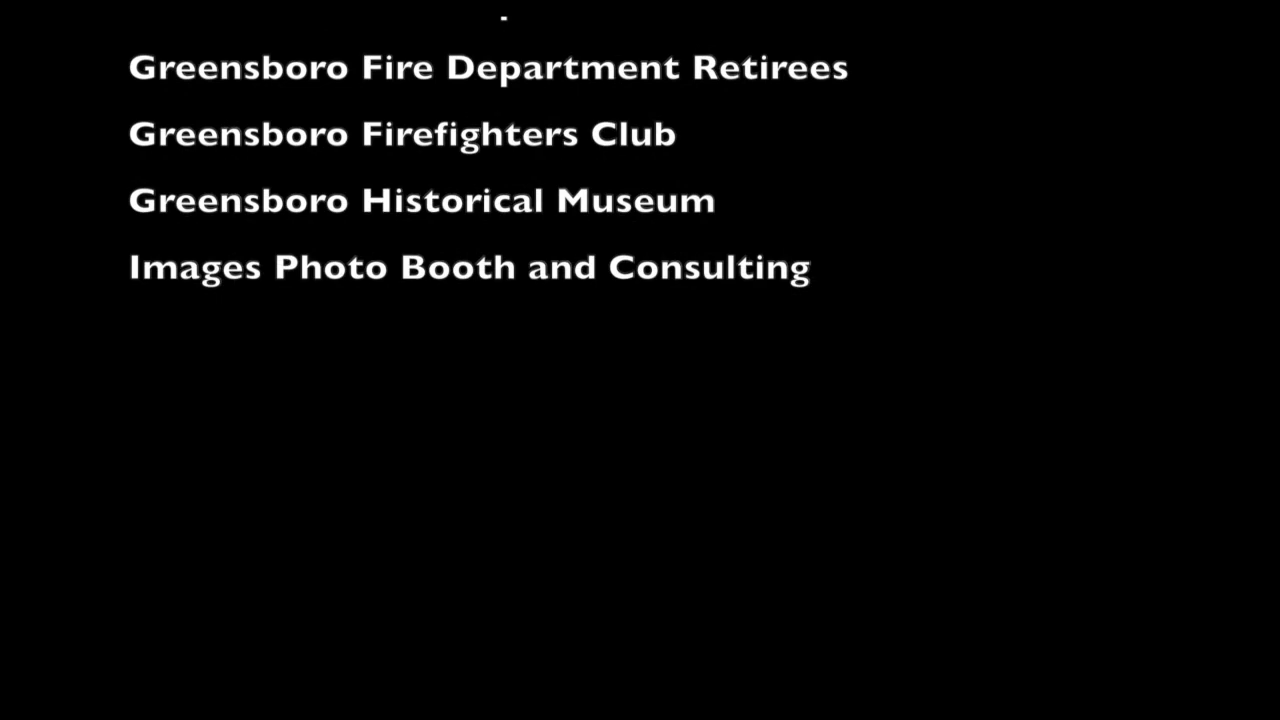 Greensboro Fire Department Retirees
Greensboro Firefighters Club
Greensboro Historical Museum
Images Photo Booth and Consulting